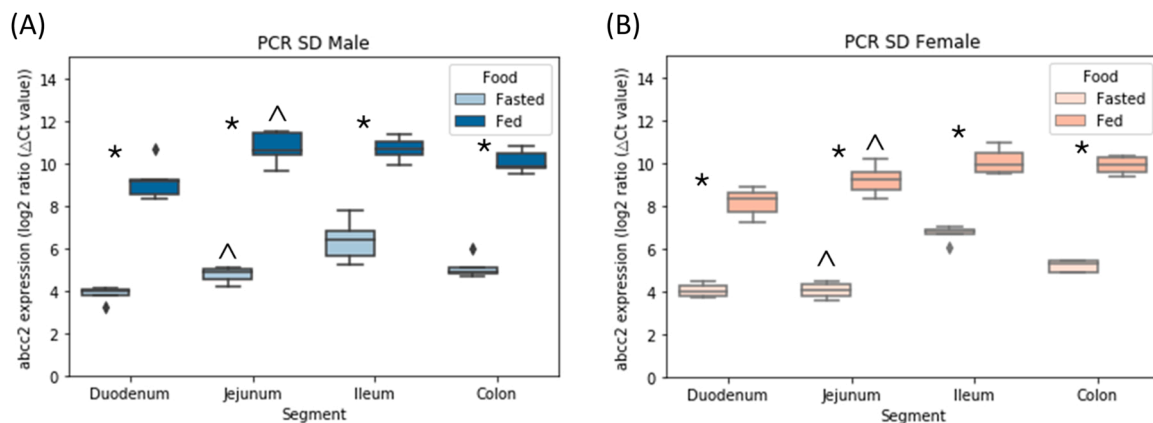 (A)
PCR SD Male
abcc2 expression (log2 ratio (△Ct value))
14
12
10
8
6
4
2
0
Food
Fasted
Fed
*
* ^
*
*
^
Duodenum Jejunum Ileum Colon
Segment
(B)
PCR SD Female
abcc2 expression (log2 ratio (△Ct value))
14
12
10
8
6
4
2
0
Food
Fasted
Fed
*
* ^
*
*
^
Duodenum Jejunum Ileum Colon
Segment